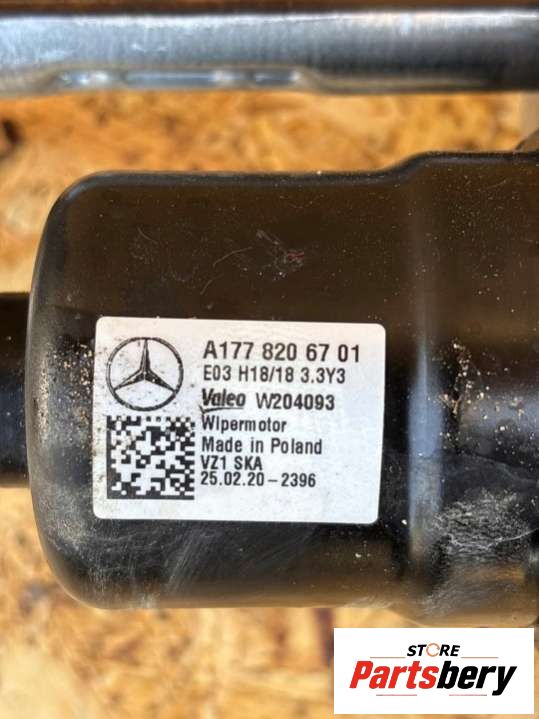 A177 820 67 01
E03 H18/18 3.3Y3
Valeo W204093
Wipermotor
Made in Poland
VZ1 SKA
25.02.20-2396
STORE
Partsbery